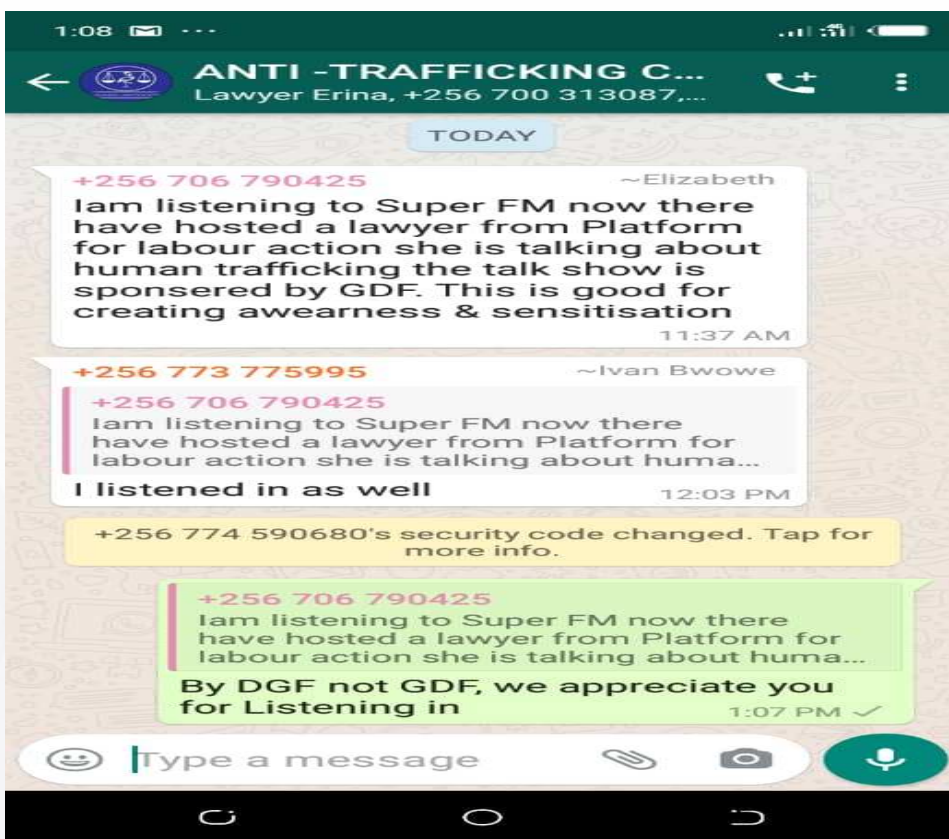 1:08 ...
ANTI -TRAFFICKING C...
Lawyer Erina, +256 700 313087,...
TODAY
+256 706 790425 ~Elizabeth
Iam listening to Super FM now there
have hosted a lawyer from Platform
for labour action she is talking about
human trafficking the talk show is
sponsered by GDF. This is good for
creating awearness & sensitisation
11:37 AM
+256 773 775995 ~Ivan Bwowe
+256 706 790425
Iam listening to Super FM now there
have hosted a lawyer from Platform for
labour action she is talking about huma...
I listened in as well 12:03 PM
+256 774 590680's security code changed. Tap for
more info.
+256 706 790425
Iam listening to Super FM now there
have hosted a lawyer from Platform for
labour action she is talking about huma...
By DGF not GDF, we appreciate you
for Listening in 1:07 PM
Type a message